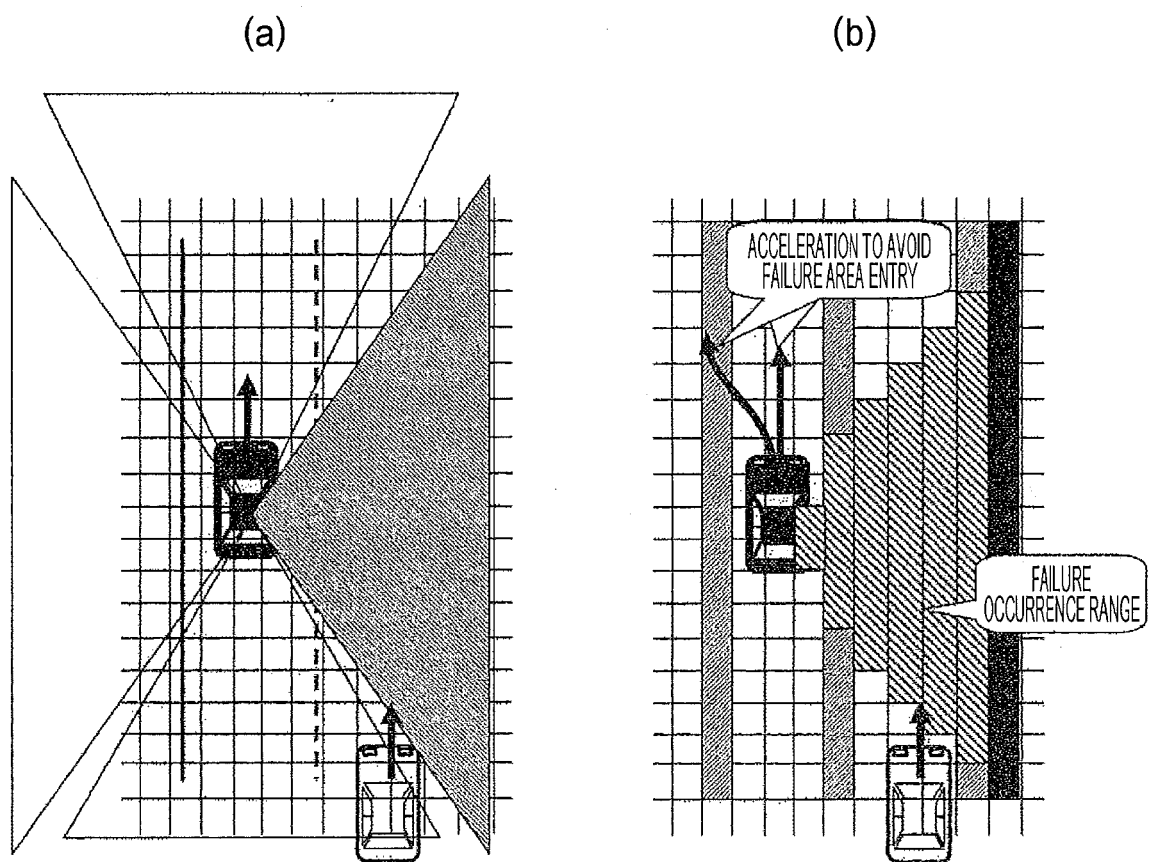 (a)
(b)
ACCELERATION TO AVOID
FAILURE AREA ENTRY
FAILURE
OCCURRENCE RANGE